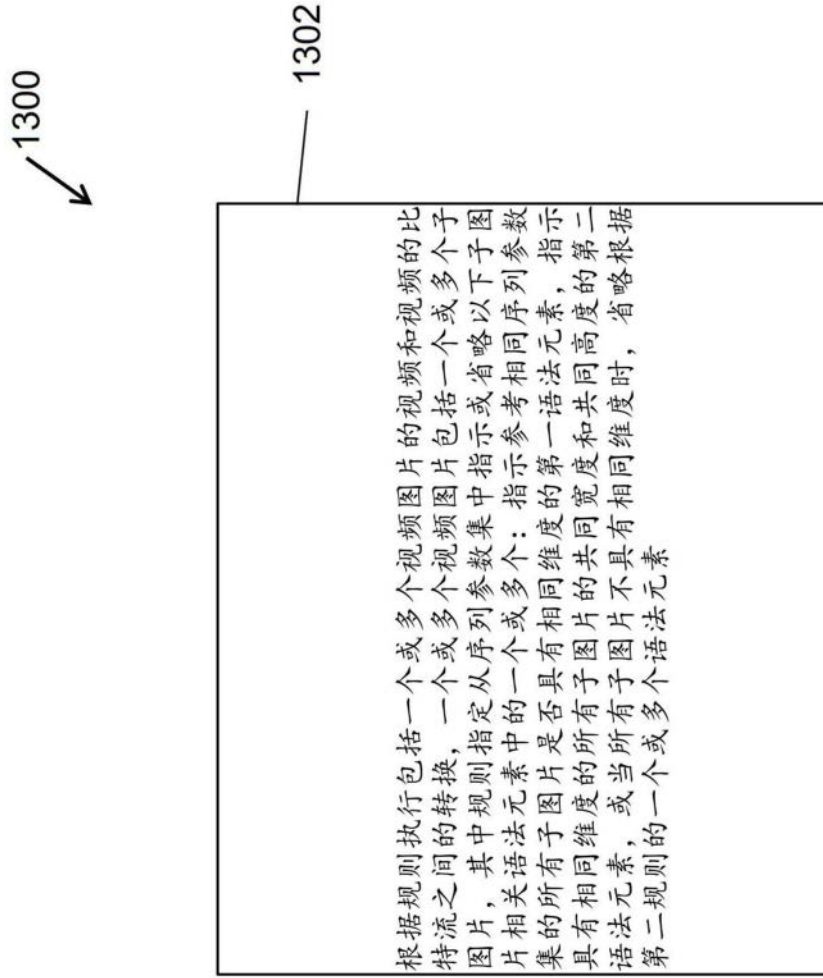 1300
1302
根据规则执行包括一个或多个视频图片的视频和视频的比
特流之间的转换，一个或多个视频图片包括一个或多个子
图片，其中规则指定从序列参数集中指示或省略以下子图
片相关语法元素中的一个或多个：指示参考相同序列参数
集的所有子图片是否具有相同维度的第一语法元素，指示
具有相同维度的所有子图片的共同宽度和共同高度的第二
语法元素，或当所有子图片不具有相同维度时，省略根据
第二规则的一个或多个语法元素